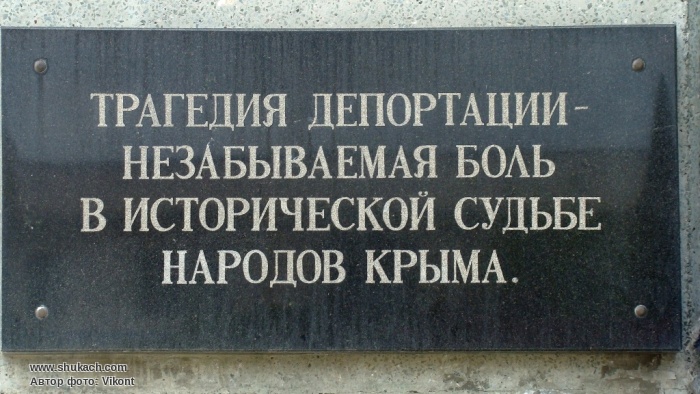 ТРАГЕДИЯ ДЕПОРТАЦИИ-
НЕЗАБЫВАЕМАЯ БОЛЬ
В ИСТОРИЧЕСКОЙ СУДЬБЕ
НАРОДОВ КРЫМА.
www.shukach.com
Автор фото: Vikont